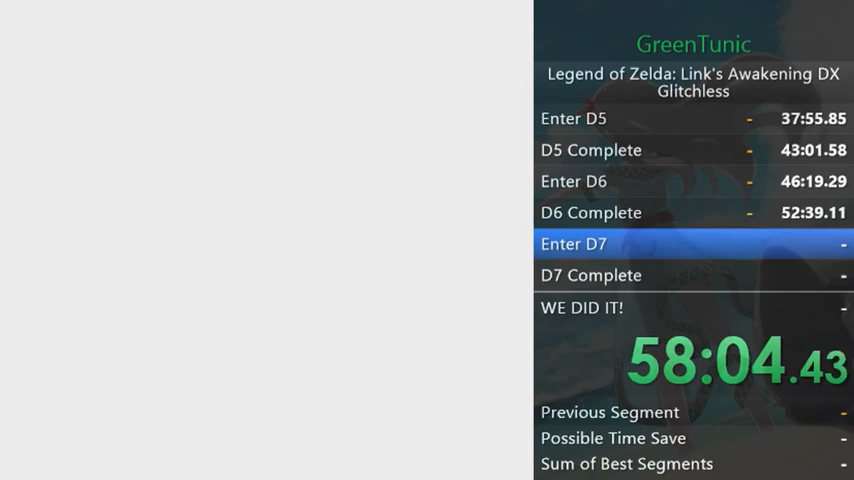 GreenTunic
Legend of Zelda: Link's Awakening DX
Glitchless
Enter D5 - 37:55.85
D5 Complete - 43:01.58
Enter D6 - 46:19.29
D6 Complete - 52:39.11
Enter D7 -
D7 Complete -
WE DID IT! -
58:04.43
Previous Segment -
Possible Time Save -
Sum of Best Segments -